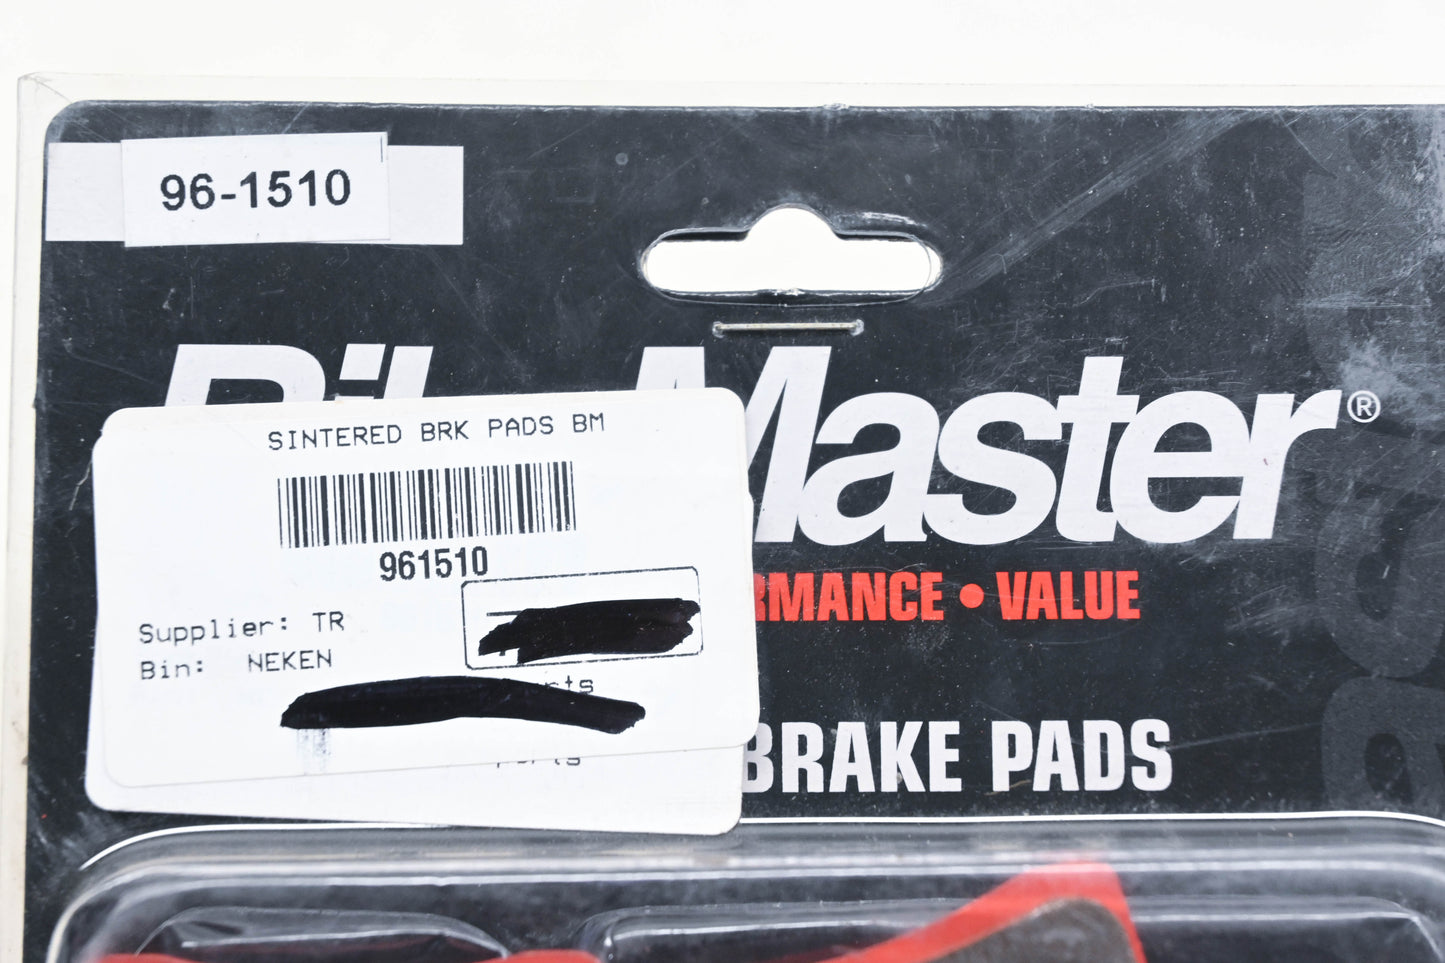 96-1510
Master®
SINTERED BRK PADS BM
961510
RMANCE • VALUE
Supplier: TR
Bin: NEKEN
BRAKE PADS